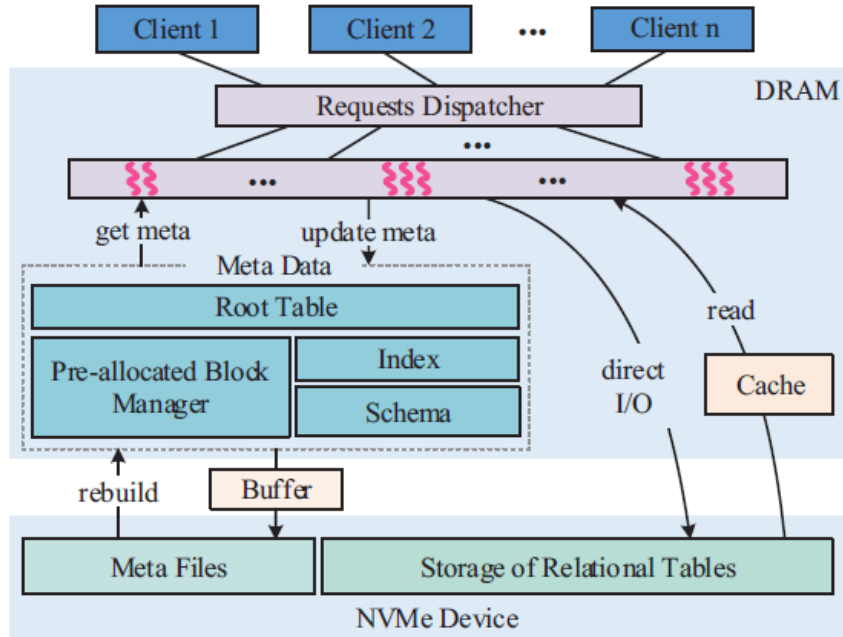 Client 1
Client 2
...
Client n
DRAM
Requests Dispatcher
...
...
...
get meta
update meta
Meta Data
Root Table
read
Pre-allocated Block
Manager
Index
Schema
direct
I/O
Cache
rebuild
Buffer
Meta Files
Storage of Relational Tables
NVMe Device